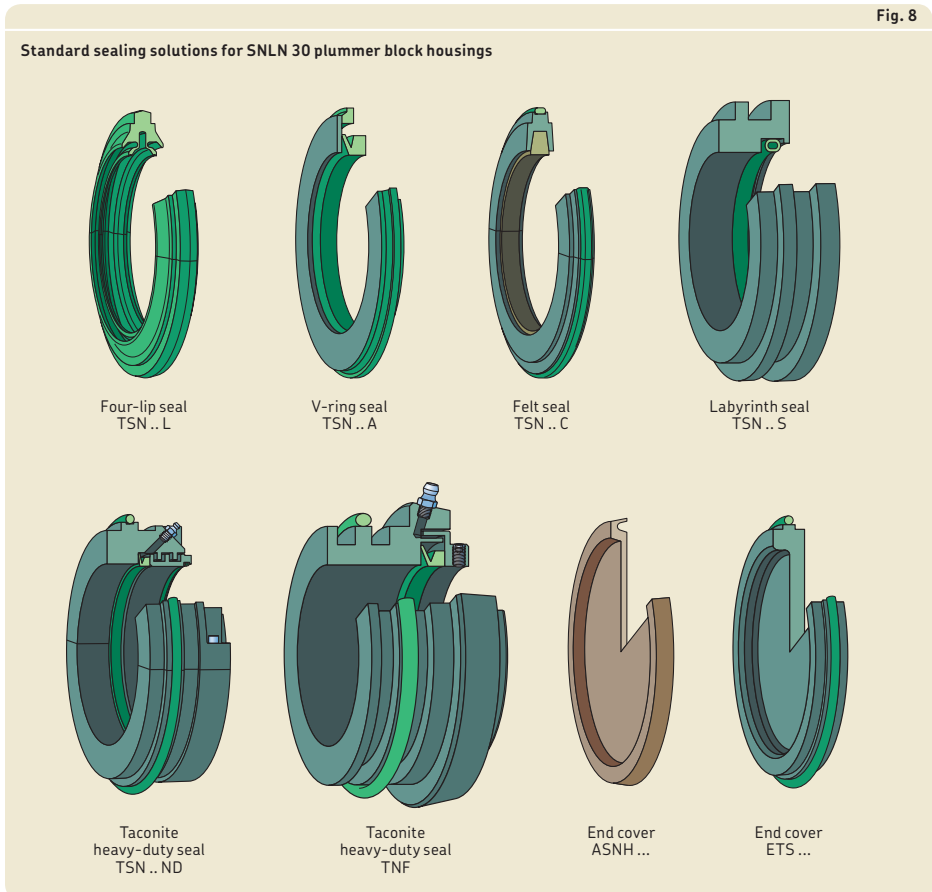 Fig. 8
Standard sealing solutions for SNLN 30 plummer block housings
Four-lip seal
TSN .. L
V-ring seal
TSN .. A
Felt seal
TSN .. C
Labyrinth seal
TSN .. S
Taconite
heavy-duty seal
TSN .. ND
Taconite
heavy-duty seal
TNF
End cover
ASNH ...
End cover
ETS ...